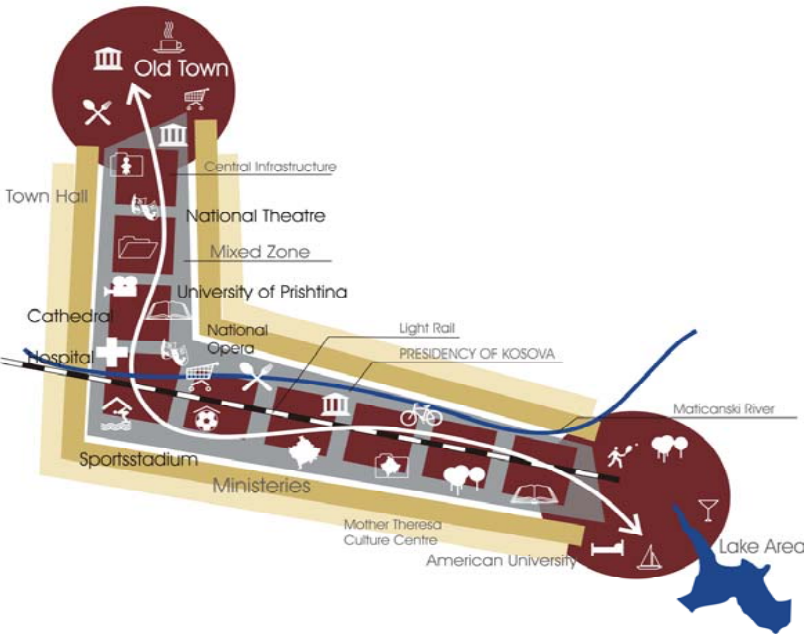 Old Town
Central Infrastructure
Town Hall
National Theatre
Mixed Zone
University of Prishtina
Cathedral
National
Opera
Light Rail
Hospital
PRESIDENCY OF KOSOVA
Maticanski River
Sportsstadium
Ministeries
Mother Theresa
Culture Centre
American University
Lake Area